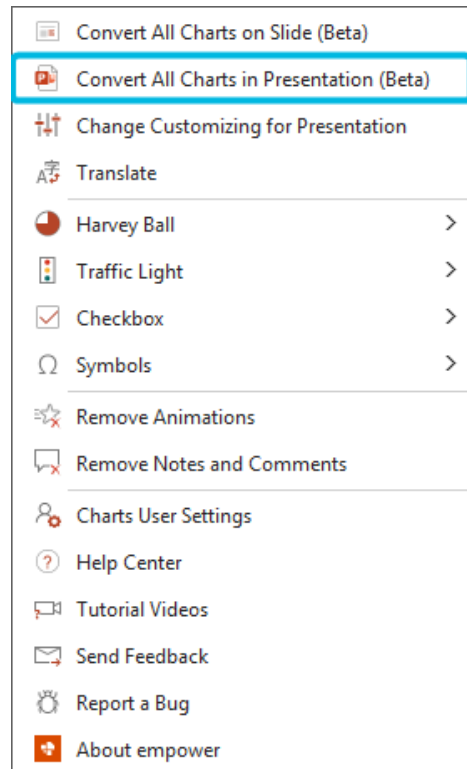 Convert All Charts on Slide (Beta)
Convert All Charts in Presentation (Beta)
Change Customizing for Presentation
Translate
Harvey Ball
Traffic Light
Checkbox
Symbols
Remove Animations
Remove Notes and Comments
Charts User Settings
Help Center
Tutorial Videos
Send Feedback
Report a Bug
About empower